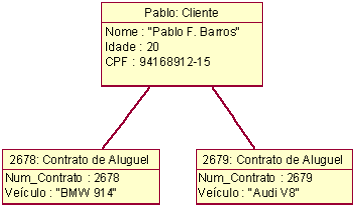 Pablo: Cliente
Nome : "Pablo F. Barros"
Idade : 20
CPF : 94168912-15
2678: Contrato de Aluguel
Num_Contrato : 2678
Veículo : "BMW 914"
2679: Contrato de Aluguel
Num_Contrato : 2679
Veículo : "Audi V8"